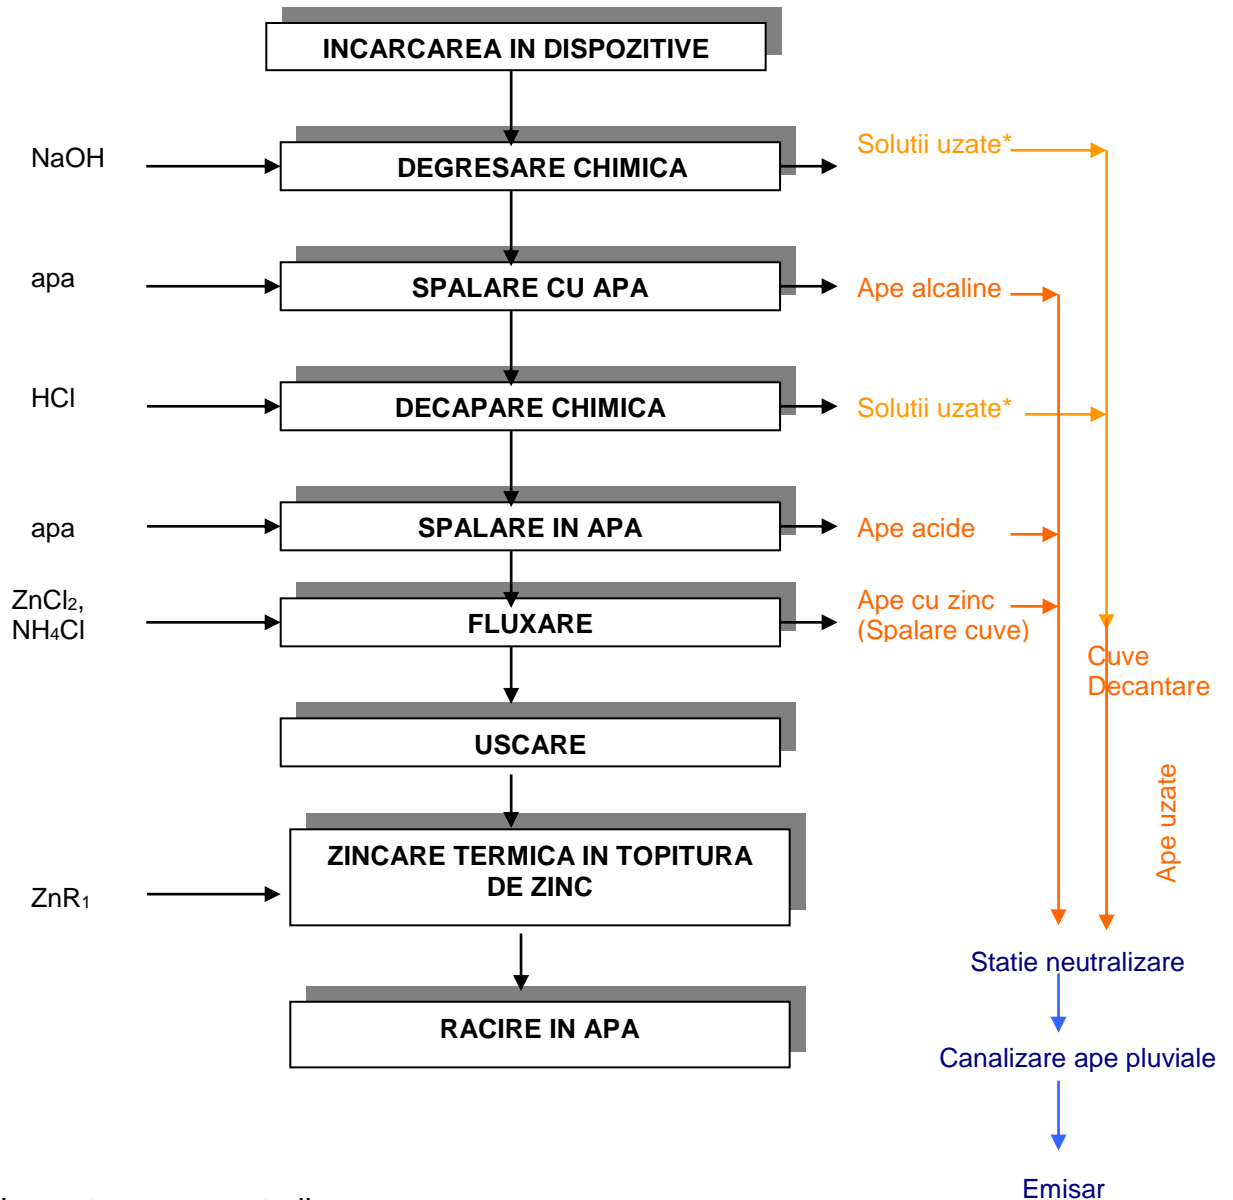 INCARCAREA IN DISPOZITIVE
NaOH
DEGRESARE CHIMICA
Solutii uzate*
apa
SPALARE CU APA
Ape alcaline
HCl
DECAPARE CHIMICA
Solutii uzate*
apa
SPALARE IN APA
Ape acide
ZnCl2,
NH4Cl
FLUXARE
Ape cu zinc
(Spalare cuve)
Cuve
Decantare
USCARE
Ape uzate
ZINCARE TERMICA IN TOPITURA
DE ZINC
ZnR1
Statie neutralizare
RACIRE IN APA
Canalizare ape pluviale
Emisar